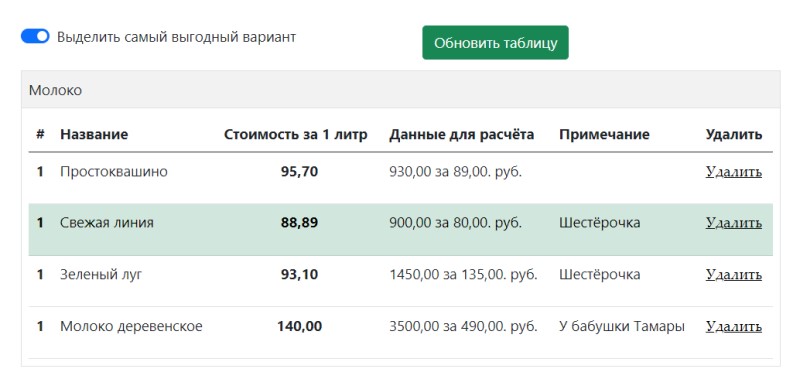 Выделить самый выгодный вариант
Обновить таблицу
Молоко
# Название Стоимость за 1 литр Данные для расчёта Примечание Удалить
1 Простоквашино 95,70 930,00 за 89,00. руб. Удалить
1 Свежая линия 88,89 900,00 за 80,00. руб. Шестёрочка Удалить
1 Зеленый луг 93,10 1450,00 за 135,00. руб. Шестёрочка Удалить
1 Молоко деревенское 140,00 3500,00 за 490,00. руб. У бабушки Тамары Удалить